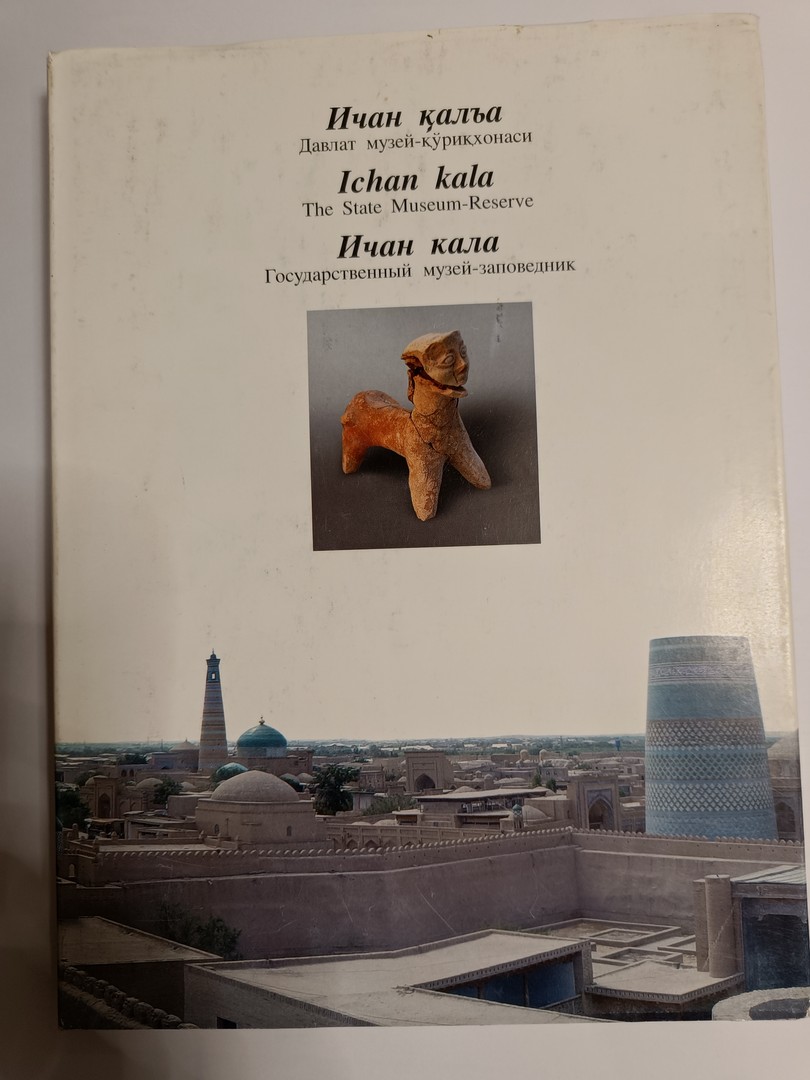 Ичан қалъа
Давлат музей-қўриқхонаси
Ichan kala
The State Museum-Reserve
Ичан кала
Государственный музей-заповедник